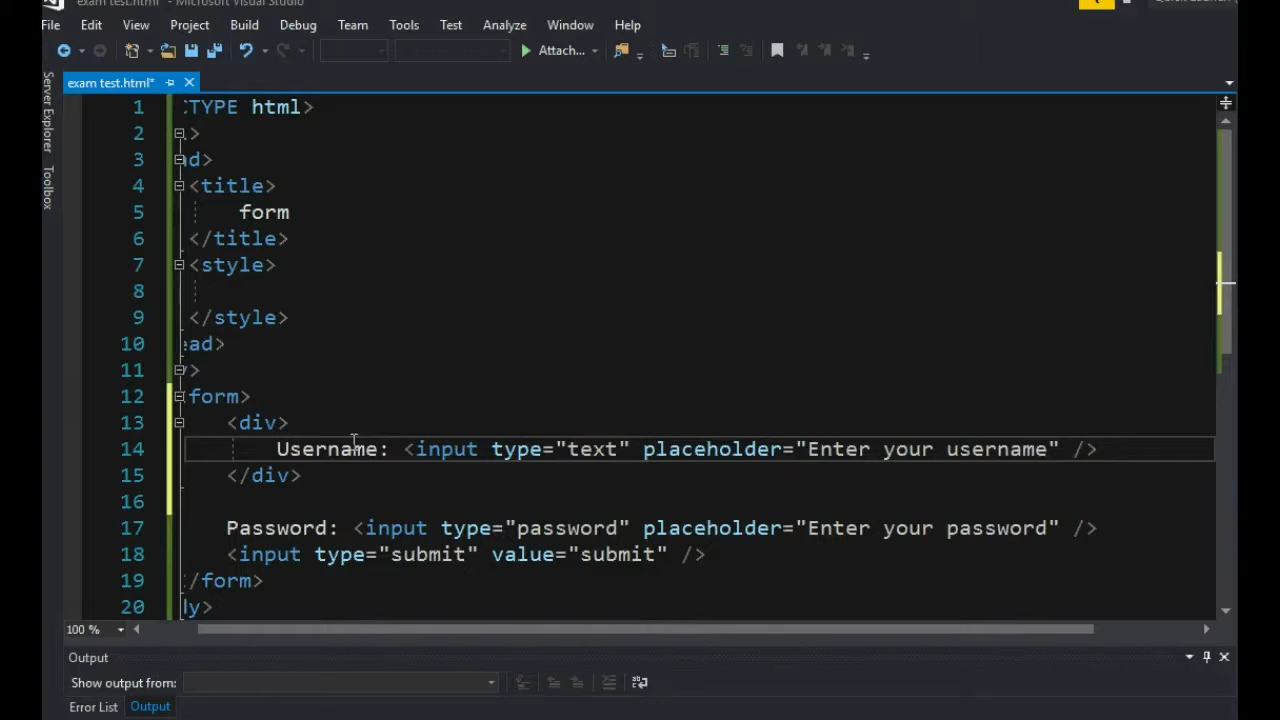 exam test.html* - Microsoft Visual Studio
File Edit View Project Build Debug Team Tools Test Analyze Window Help
Attach...
Server Explorer
Toolbox
exam test.html*
1 :TYPE html>
2 >
3 d>
4 <title>
5 form
6 </title>
7 <style>
8
9 </style>
10 ad>
11 >
12 form>
13 <div>
14 Username: <input type="text" placeholder="Enter your username" />
15 </div>
16
17 Password: <input type="password" placeholder="Enter your password" />
18 <input type="submit" value="submit" />
19 /form>
20 ly>
100 %
Output
Show output from:
Error List Output